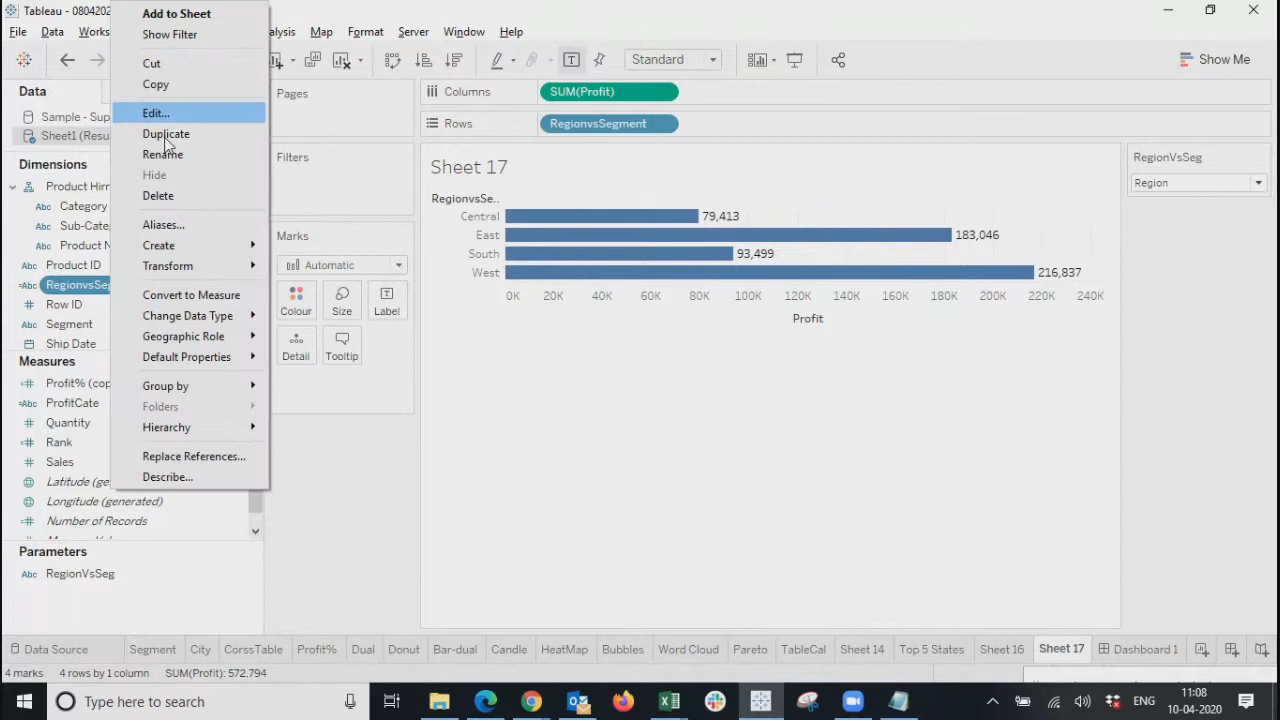 Tableau - 0804202
Add to Sheet
Show Filter
Cut
Copy
Edit...
Duplicate
Rename
Hide
Delete
Aliases...
Create
Transform
Convert to Measure
Change Data Type
Geographic Role
Default Properties
Group by
Folders
Hierarchy
Replace References...
Describe...
File Data Works alysis Map Format Server Window Help
Standard
Show Me
Data
Sample - Sup
Sheet1 (Resu
Dimensions
Product Hirr
Abc Category
Abc Sub-Cate
Abc Product N
Abc Product ID
=Abc RegionvsSeg
Row ID
Abc Segment
Ship Date
Measures
Profit% (cop
=Abc ProfitCate
Quantity
Rank
Sales
Latitude (ge
Longitude (generated)
Number of Records
Parameters
Abc RegionVsSeg
Pages
Filters
Marks
Automatic
Colour Size Label
Detail Tooltip
Columns SUM(Profit)
Rows RegionvsSegment
Sheet 17
RegionvsSe..
Central 79,413
East 183,046
South 93,499
West 216,837
0K 20K 40K 60K 80K 100K 120K 140K 160K 180K 200K 220K 240K
Profit
RegionVsSeg
Region
Data Source Segment City CorssTable Profit% Dual Donut Bar-dual Candle HeatMap Bubbles Word Cloud Pareto TableCal Sheet 14 Top 5 States Sheet 16 Sheet 17 Dashboard 1
4 marks 4 rows by 1 column SUM(Profit): 572.794
Type here to search
ENG
11:08
10-04-2020